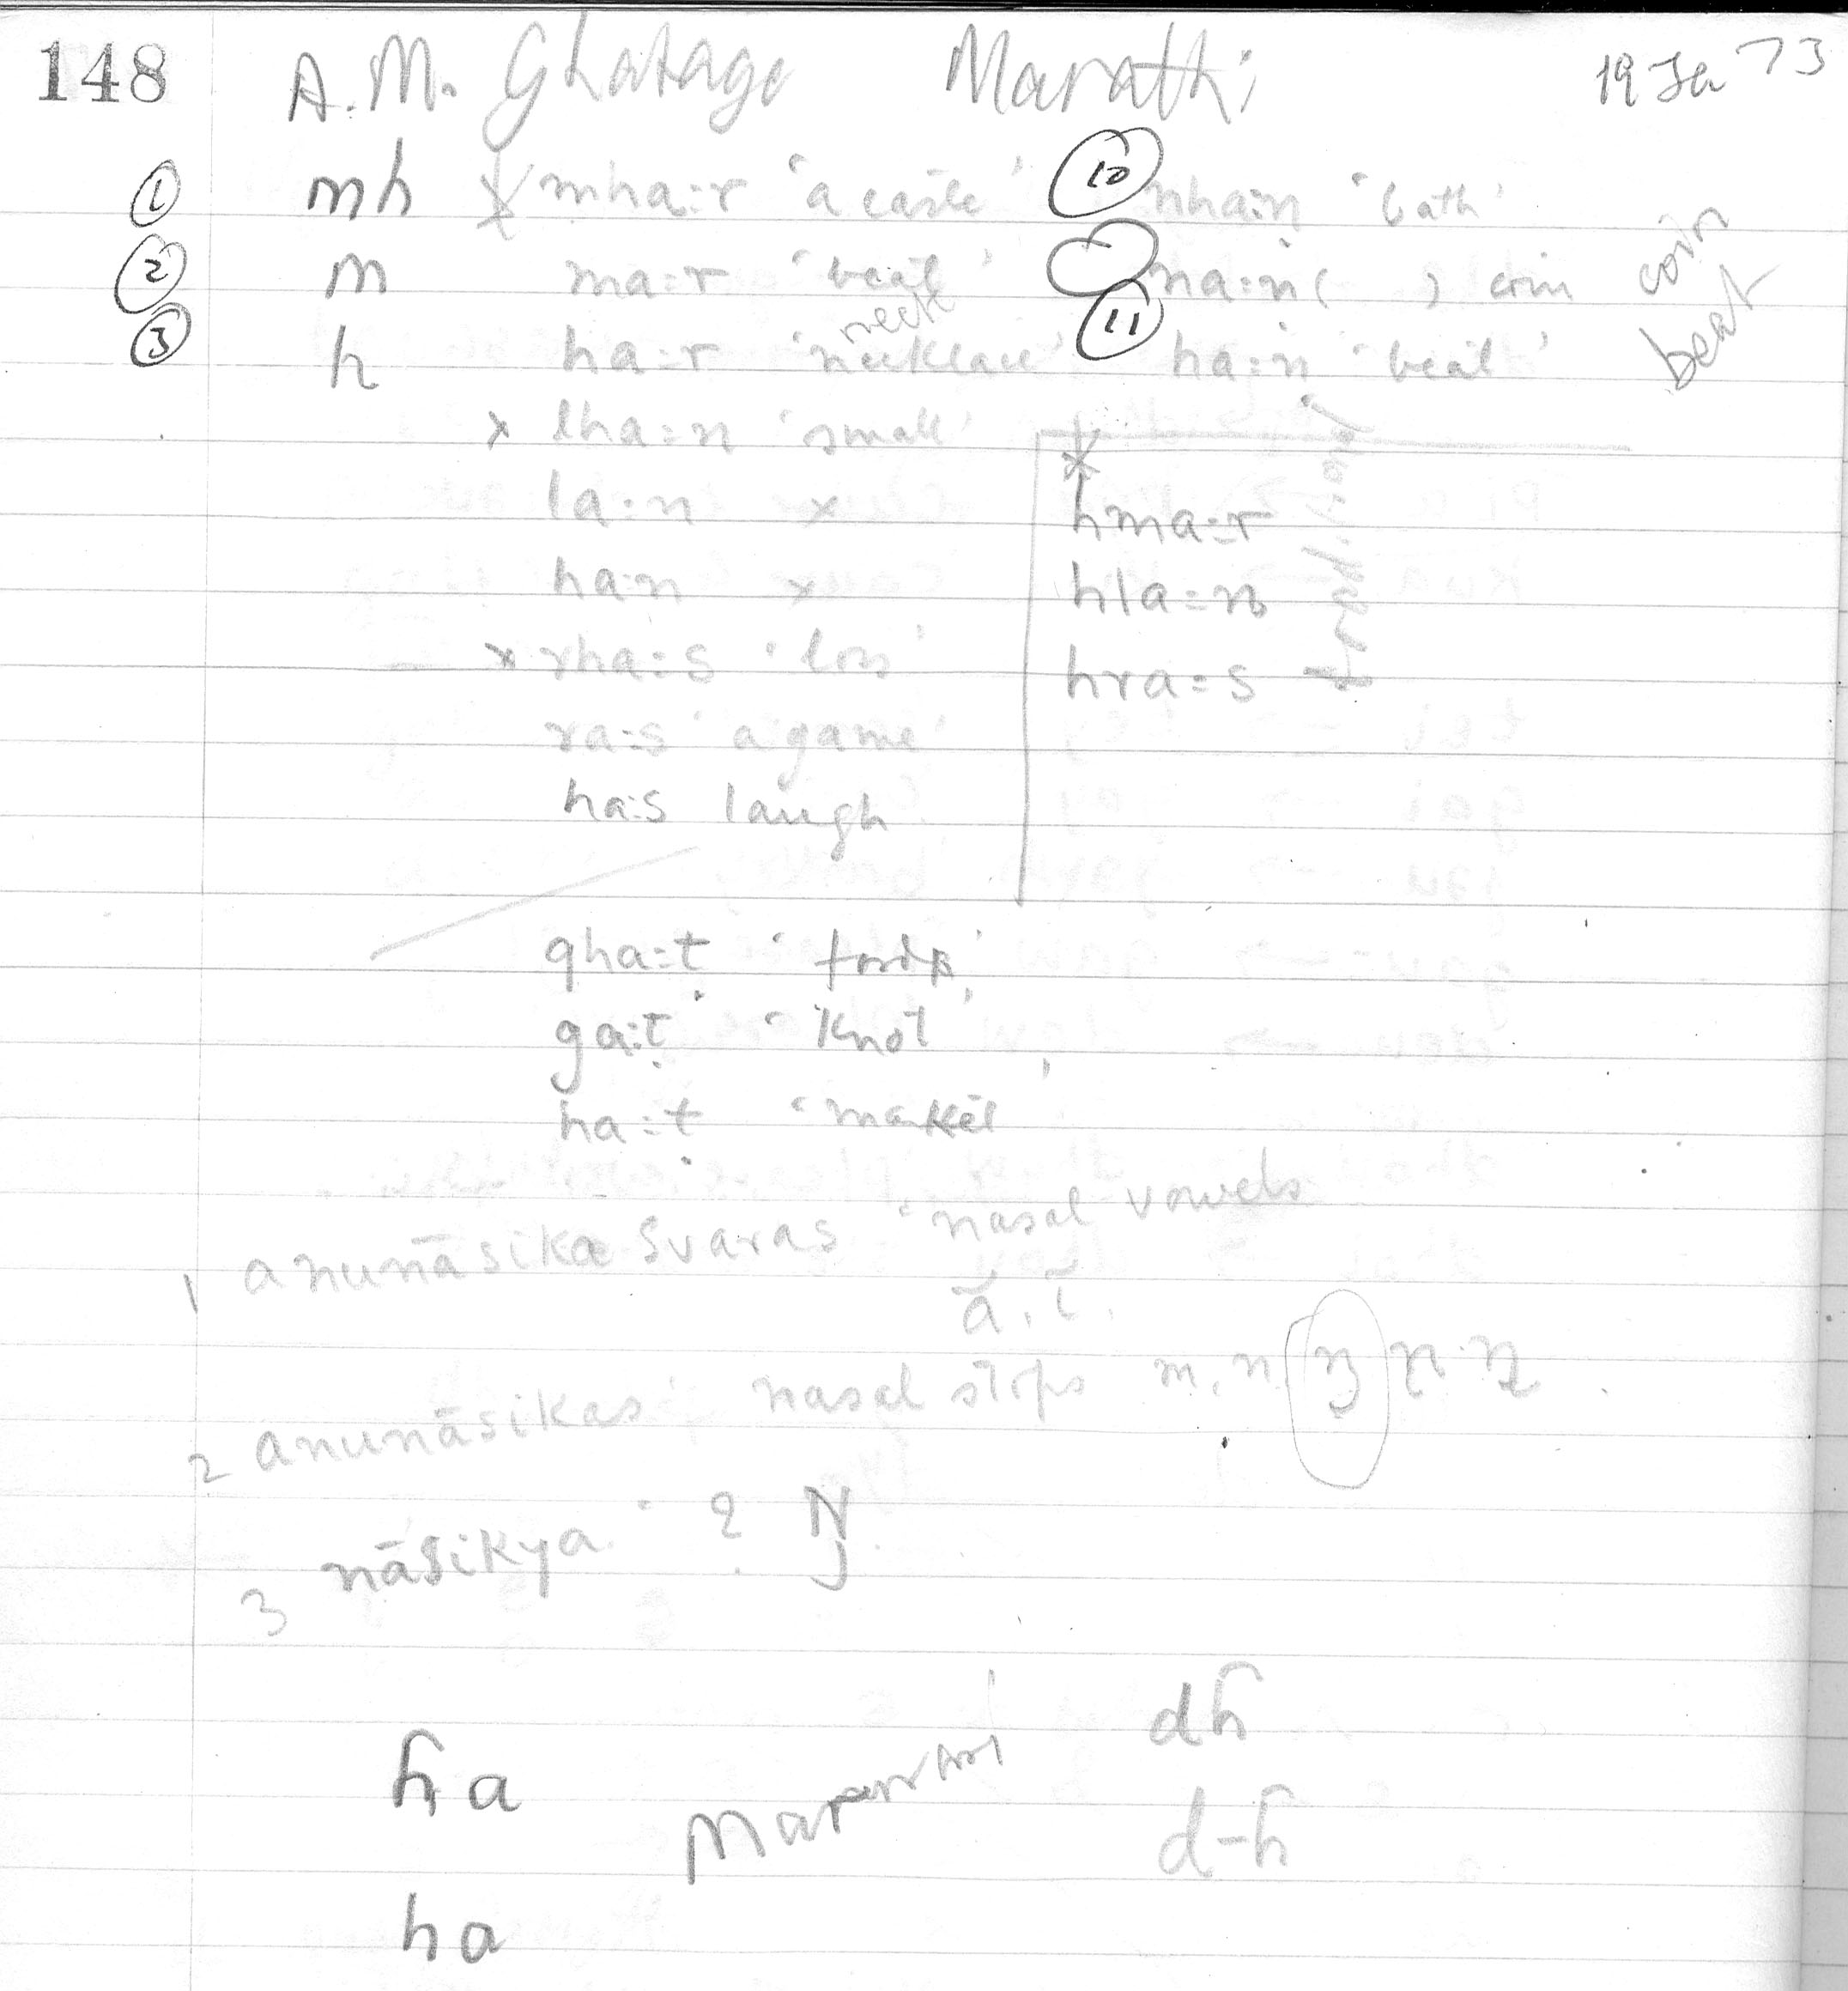 148 A.M. Ghatage Marathi 19 Ja 73
① mh x mha:r 'a caste' ⑩ nha:ṇ 'bath'
② m ma:r 'beat' na:ṇ( ) coin coin
③ h ha:r 'necklace' neck ⑪ ha:ṇ 'beat' beat
x lha:n 'small'
la:n x
ha:n x
x rha:s 'loss'
ra:s 'a game'
ha:s laugh
*
hma:r
hla:n
hra:s
gha:ṭ 'ford'
ga:ṭ 'knot'
ha:ṭ 'market'
1 anunāsika svaras 'nasal vowels
ã, ĩ.
2 anunāsikas' nasal stops m, n ŋ ɳ ɲ
3 nāsikya ?
ɦa dɦ
d-ɦ
ha